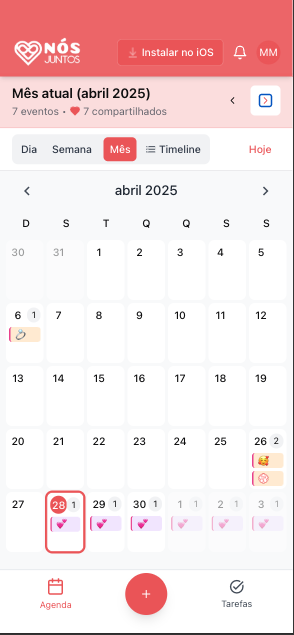 NÓS
JUNTOS
Instalar no iOS
MM
Mês atual (abril 2025)
7 eventos • 7 compartilhados
Dia Semana Mês Timeline Hoje
abril 2025
D S T Q Q S S
30 31 1 2 3 4 5
6 1 7 8 9 10 11 12
13 14 15 16 17 18 19
20 21 22 23 24 25 26 2
27 28 1 29 1 30 1 1 1 2 1 3 1
Agenda + Tarefas